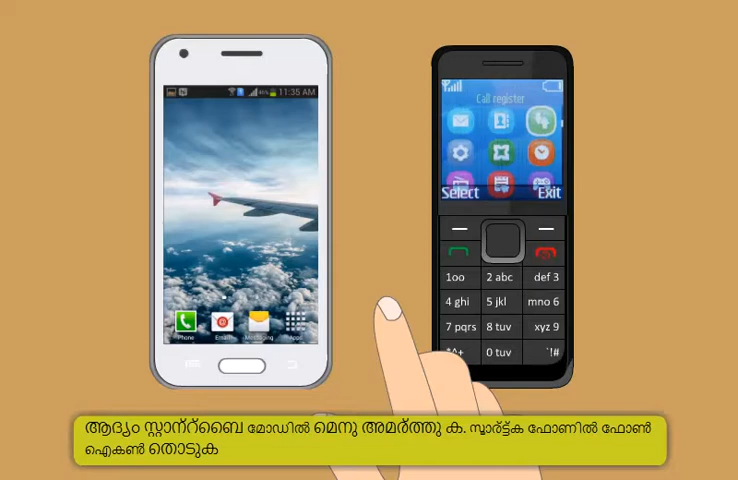 11:35 AM
Call register
Select Exit
Phone Email Messaging Apps
1oo 2 abc def 3
4 ghi 5 jkl mno 6
7 pqrs 8 tuv xyz 9
*^+ 0 tuv `!#
ആദ്യം സ്റ്റാന്റ്ബൈ മോഡിൽ മെനു അമർത്തു ക. സ്മാർട്ട്ക ഫോണിൽ ഫോൺ
ഐകൺ തൊടുക